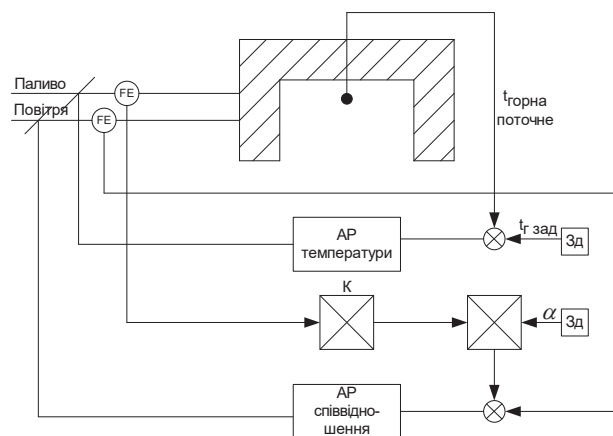 Паливо
FE
Повітря
FE
tгорна
поточне
АР
температури
tг зад
Зд
К
α
Зд
АР
співвідно-
шення